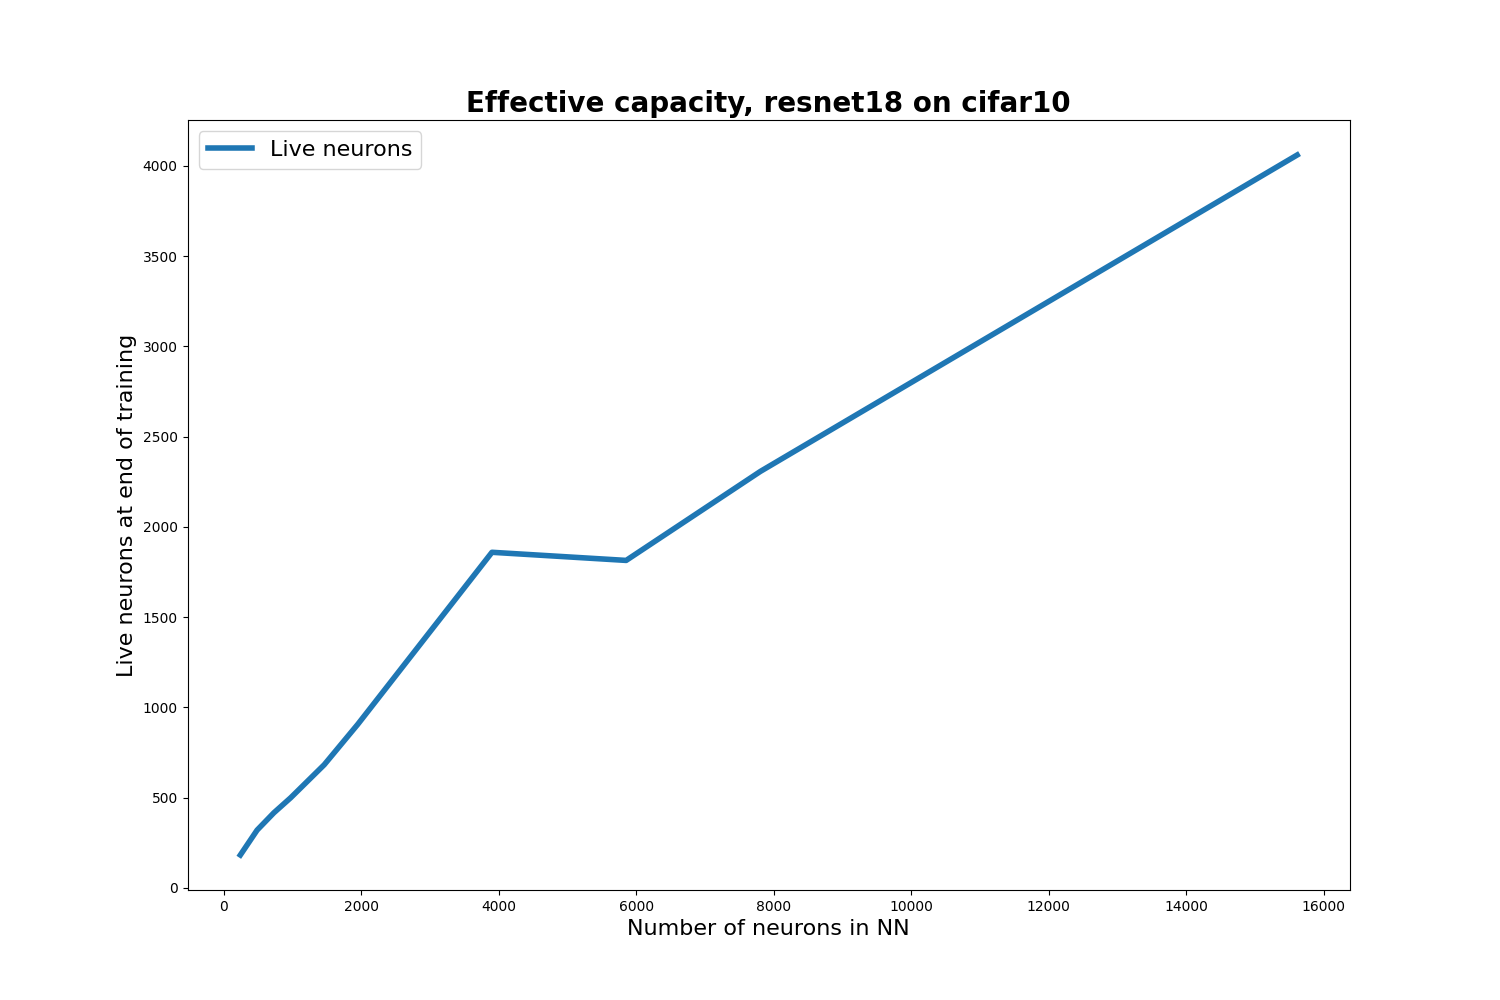 Effective capacity, resnet18 on cifar10
Live neurons
4000
3500
3000
2500
2000
1500
1000
500
0
Live neurons at end of training
0 2000 4000 6000 8000 10000 12000 14000 16000
Number of neurons in NN